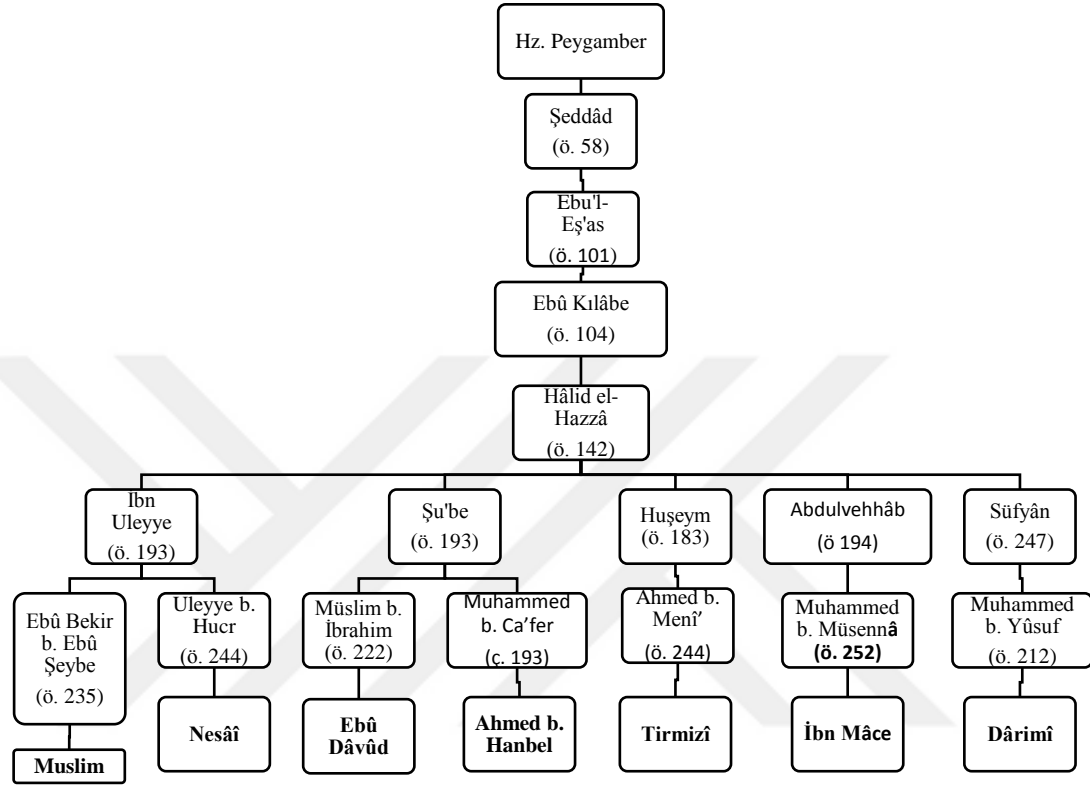 Hz. Peygamber
Şeddâd
(ö. 58)
Ebu'l-
Eş'as
(ö. 101)
Ebû Kılâbe
(ö. 104)
Hâlid el-
Hazzâ
(ö. 142)
İbn
Uleyye
(ö. 193)
Şu'be
(ö. 193)
Huşeym
(ö. 183)
Abdulvehhâb
(ö 194)
Süfyân
(ö. 247)
Ebû Bekir
b. Ebû
Şeybe
(ö. 235)
Uleyye b.
Hucr
(ö. 244)
Müslim b.
İbrahim
(ö. 222)
Muhammed
b. Ca’fer
(ç. 193)
Ahmed b.
Menî’
(ö. 244)
Muhammed
b. Müsennâ
(ö. 252)
Muhammed
b. Yûsuf
(ö. 212)
Muslim
Nesâî
Ebû
Dâvûd
Ahmed b.
Hanbel
Tirmizî
İbn Mâce
Dârimî